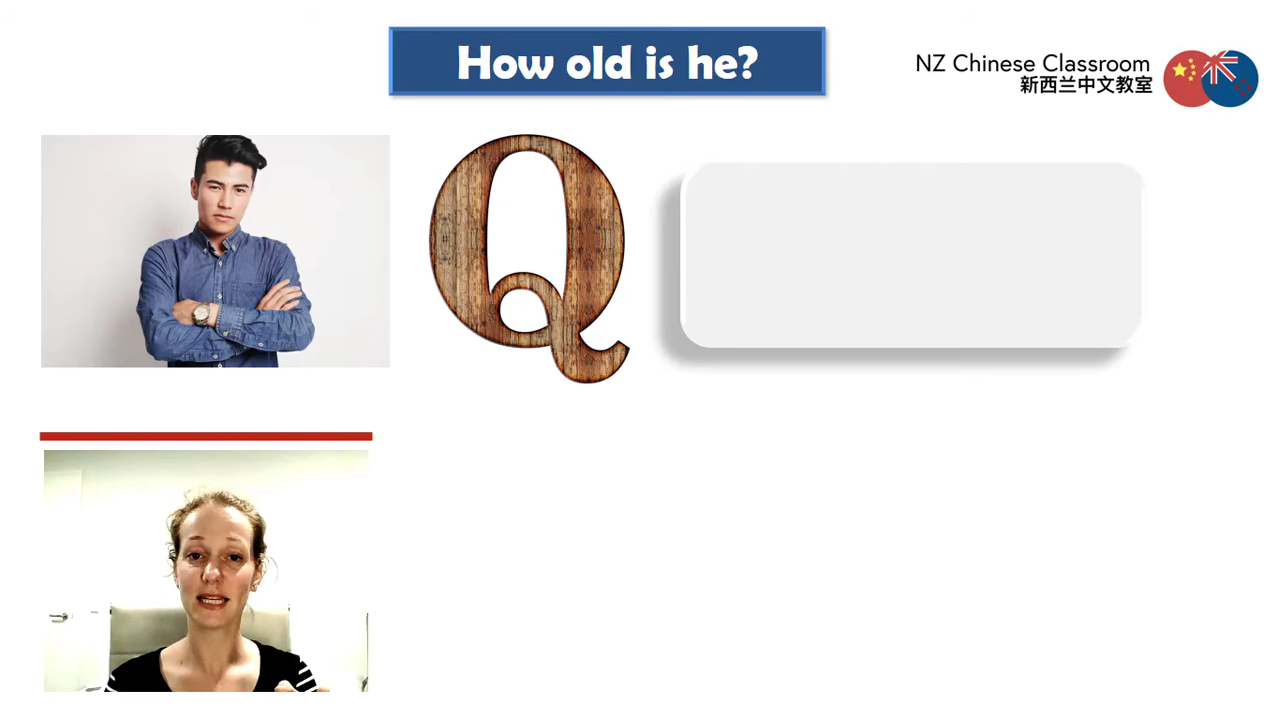 How old is he?
NZ Chinese Classroom
新西兰中文教室
Q